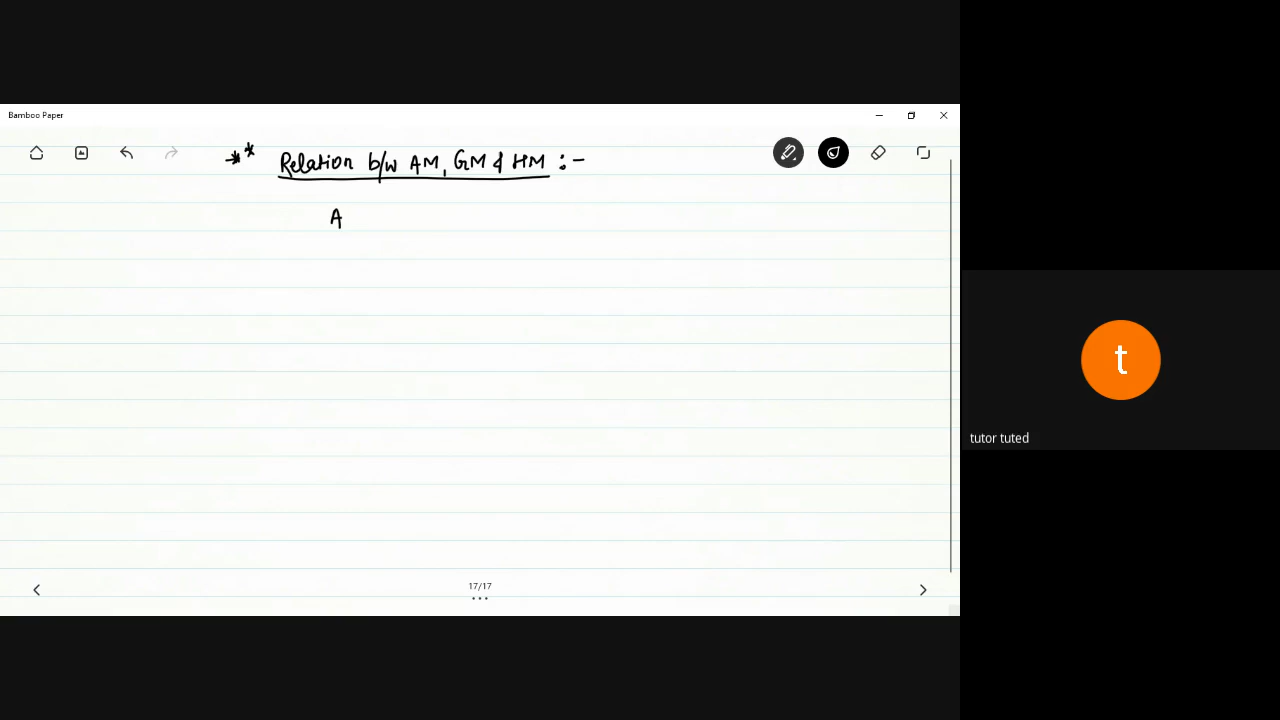 Bamboo Paper
** Relation b/w AM, GM & HM :-
A
17/17
t
tutor tuted